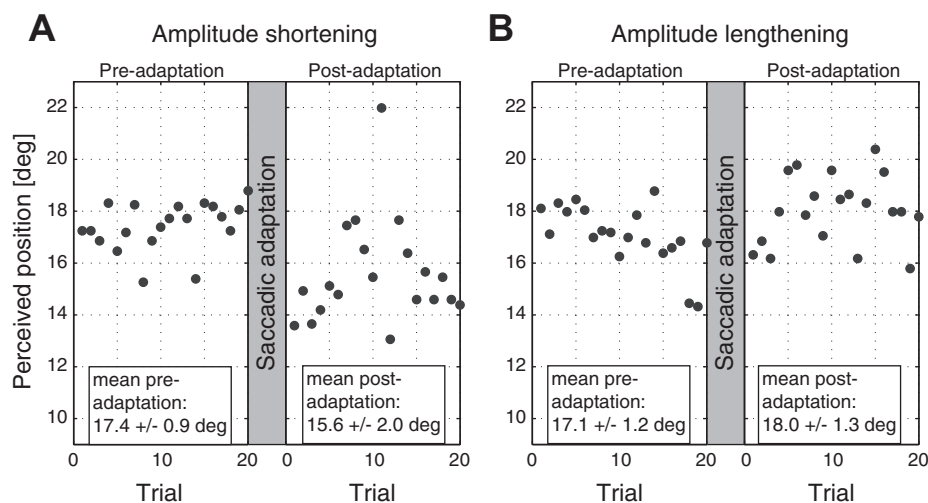 A
Amplitude shortening
B
Amplitude lengthening
Pre-adaptation
Post-adaptation
Pre-adaptation
Post-adaptation
Perceived position [deg]
22
20
18
16
14
12
10
Saccadic adaptation
mean pre-
adaptation:
17.4 +/- 0.9 deg
mean post-
adaptation:
15.6 +/- 2.0 deg
0
10
20
0
10
20
Trial
Trial
22
20
18
16
14
12
10
Saccadic adaptation
mean pre-
adaptation:
17.1 +/- 1.2 deg
mean post-
adaptation:
18.0 +/- 1.3 deg
0
10
20
0
10
20
Trial
Trial